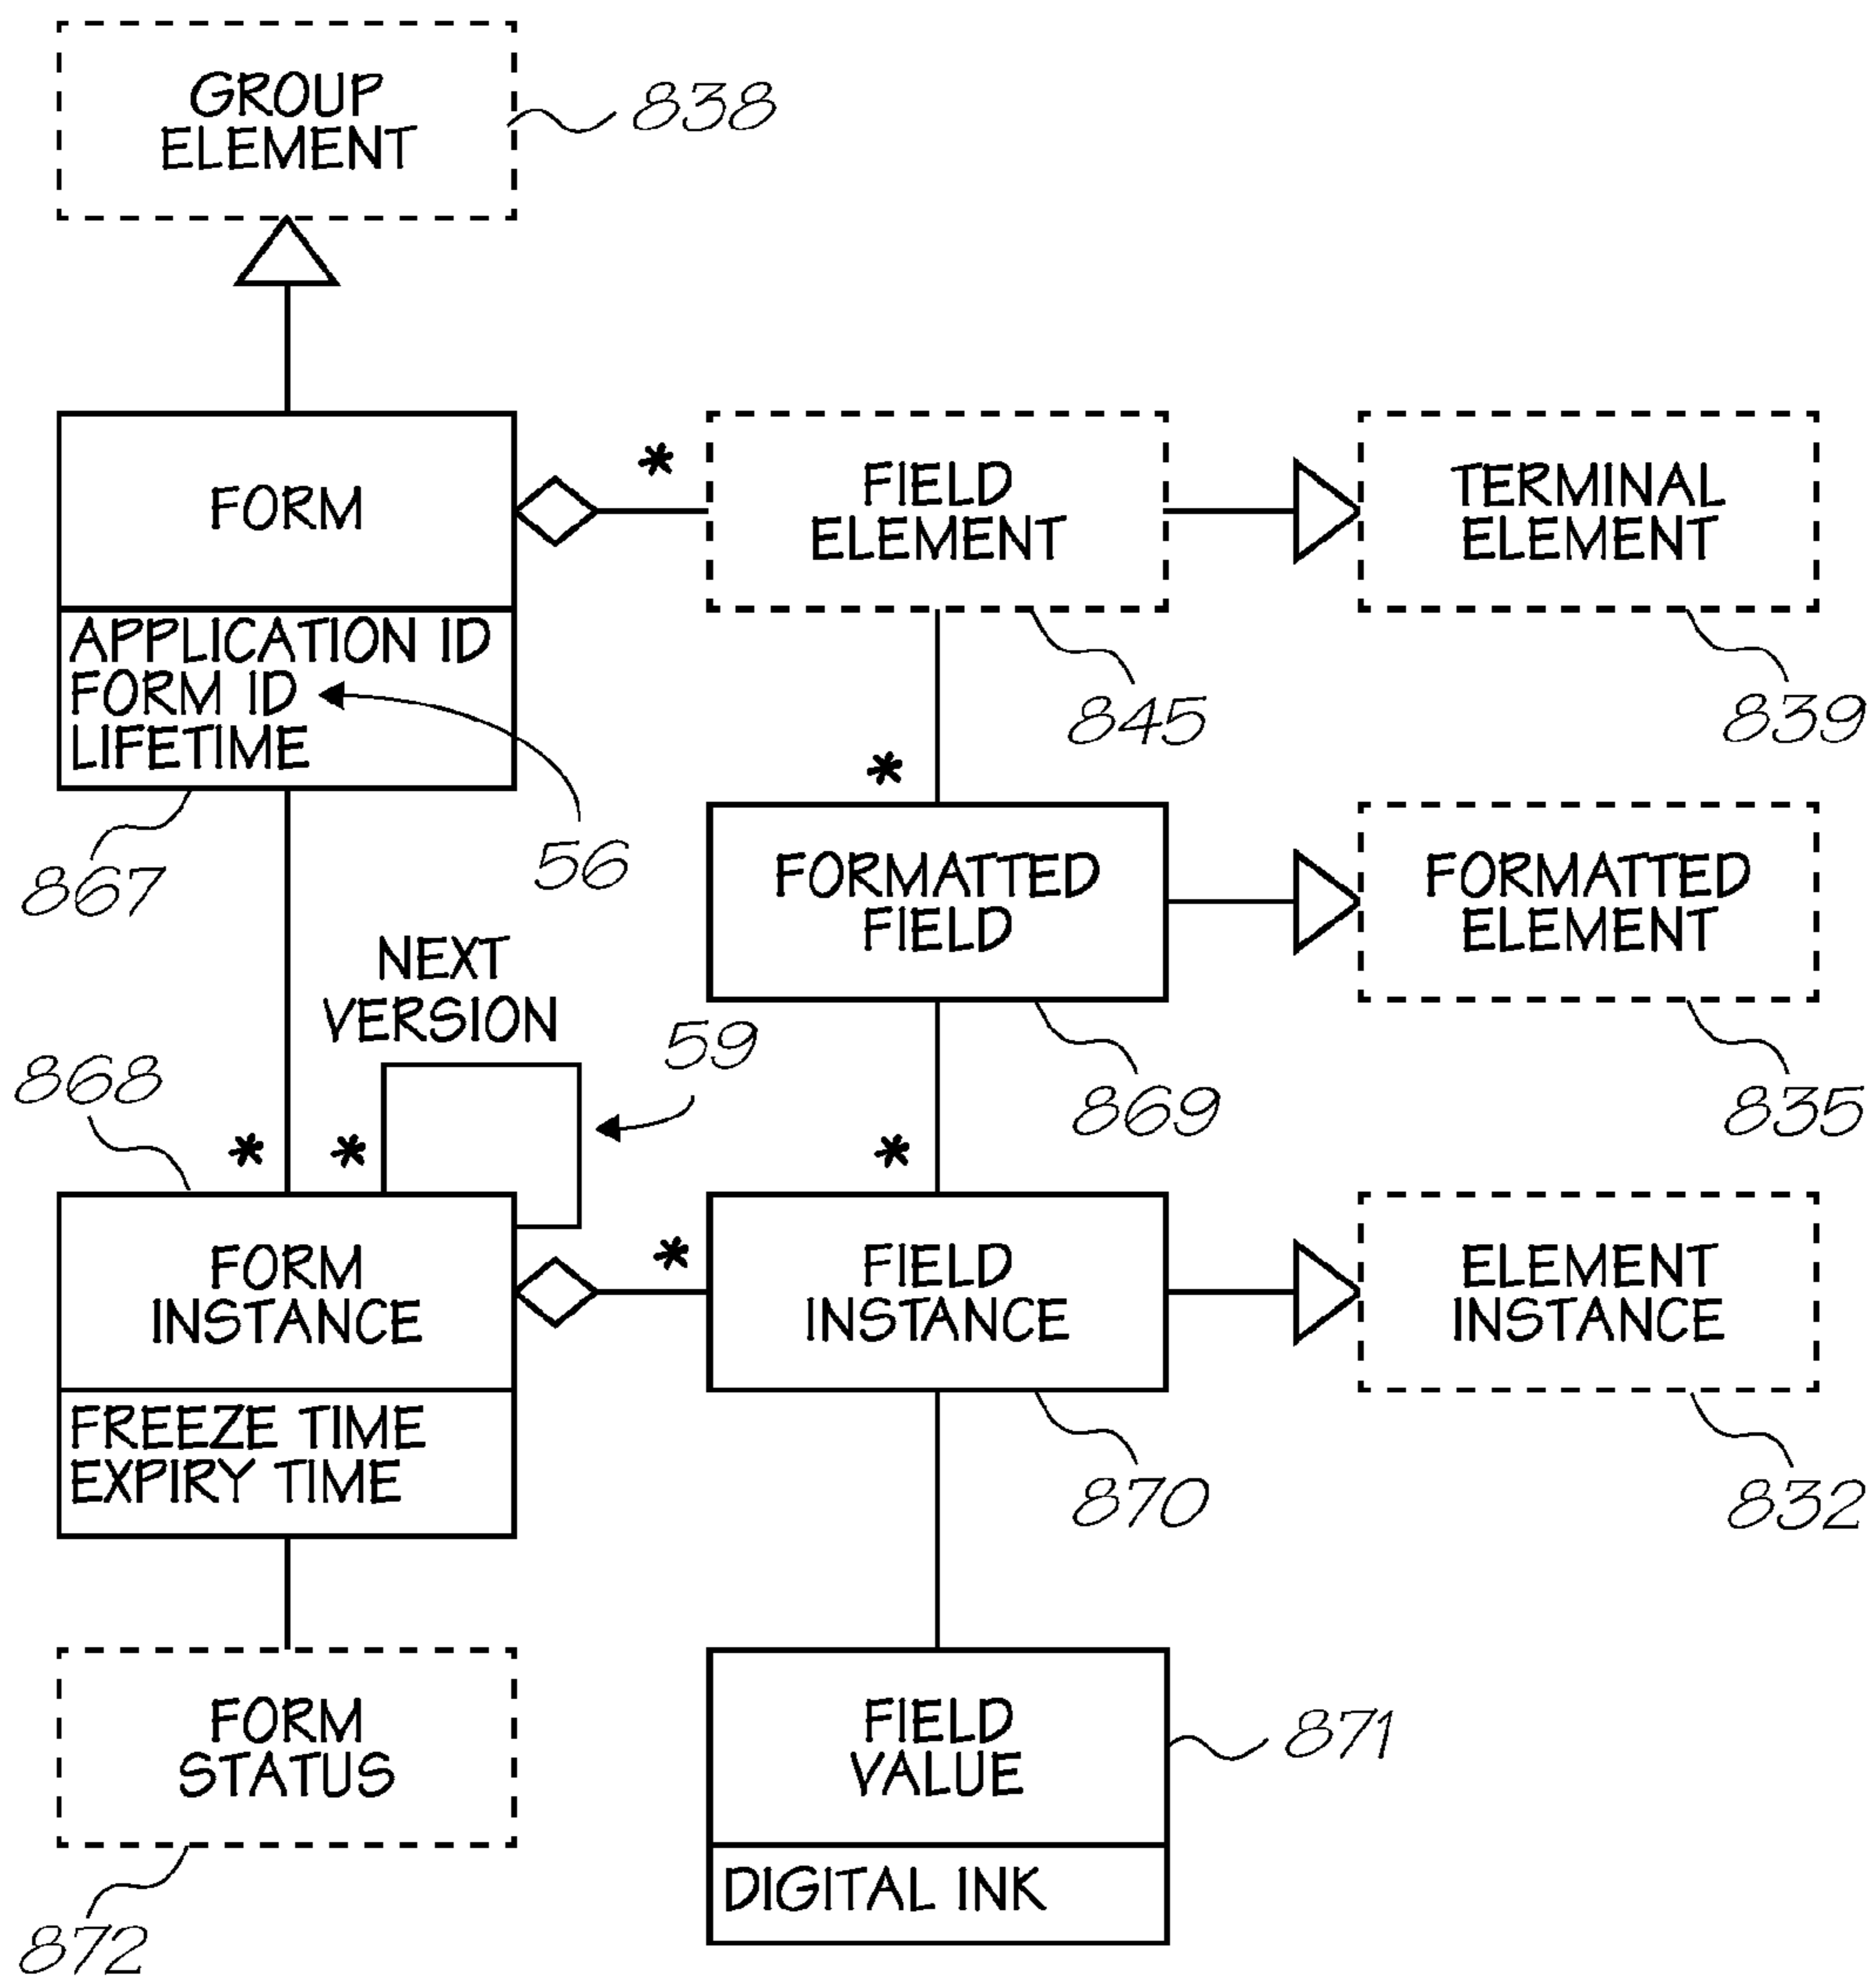 GROUP
ELEMENT
838
FORM
*
FIELD
ELEMENT
TERMINAL
ELEMENT
APPLICATION ID
FORM ID
LIFETIME
845
839
*
56
867
FORMATTED
FIELD
FORMATTED
ELEMENT
NEXT
VERSION
59
868
869
835
*
*
*
FORM
INSTANCE
*
FIELD
INSTANCE
ELEMENT
INSTANCE
FREEZE TIME
EXPIRY TIME
870
832
FORM
STATUS
FIELD
VALUE
871
DIGITAL INK
872